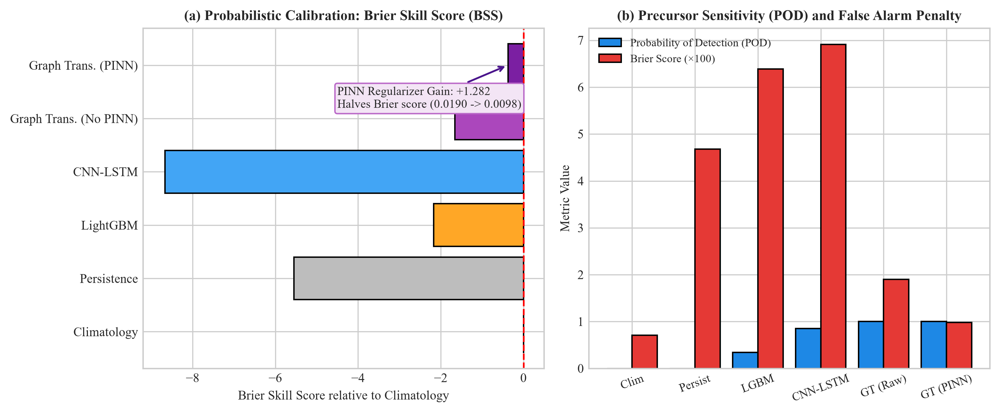 (a) Probabilistic Calibration: Brier Skill Score (BSS)
Graph Trans. (PINN)
PINN Regularizer Gain: +1.282
Halves Brier score (0.0190 -> 0.0098)
Graph Trans. (No PINN)
CNN-LSTM
LightGBM
Persistence
Climatology
−8 −6 −4 −2 0
Brier Skill Score relative to Climatology
(b) Precursor Sensitivity (POD) and False Alarm Penalty
Probability of Detection (POD)
Brier Score (×100)
Metric Value
7
6
5
4
3
2
1
0
Clim Persist LGBM CNN-LSTM GT (Raw) GT (PINN)